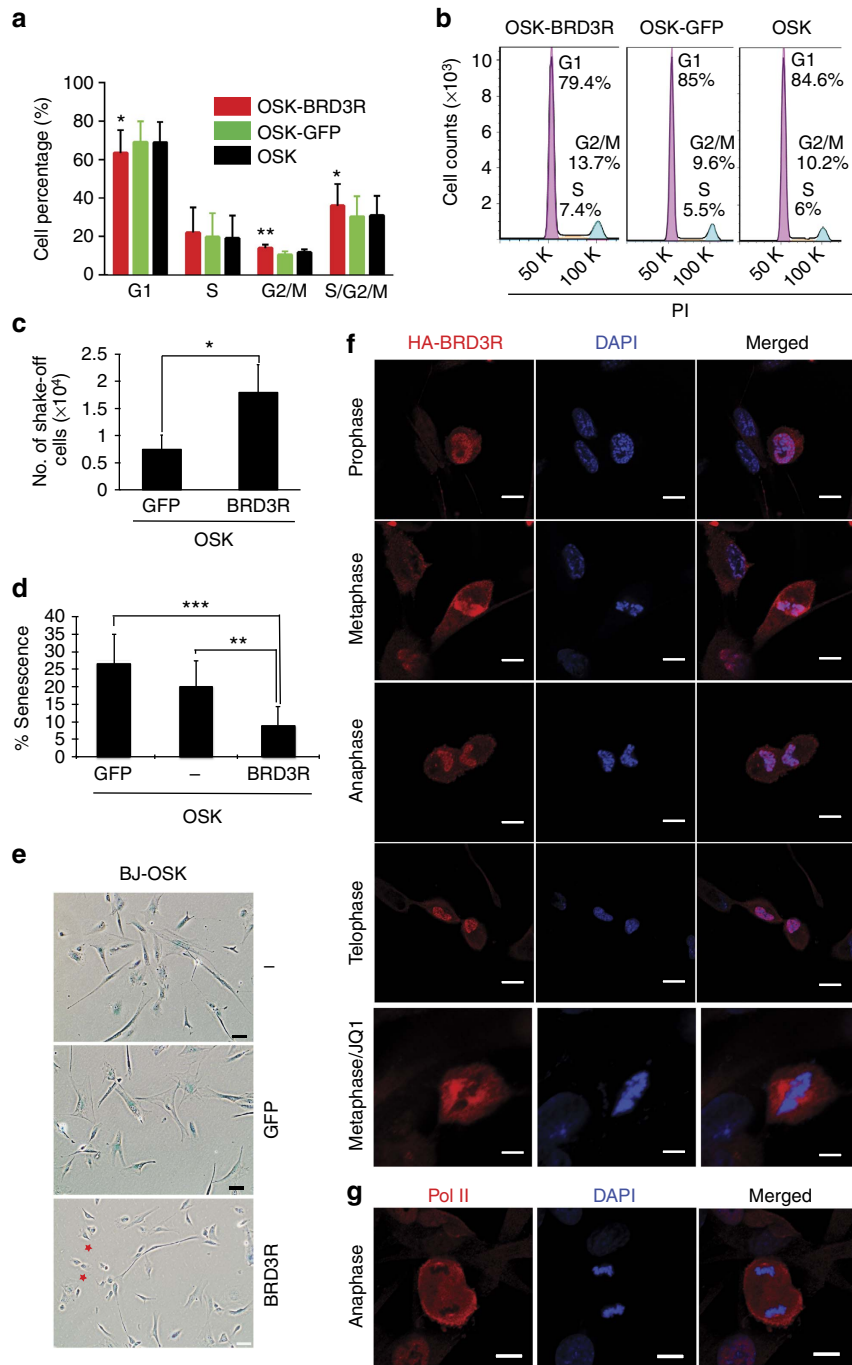 a
Cell percentage (%)
100
80
60
40
20
0
OSK-BRD3R
OSK-GFP
OSK
*
**
*
G1
S
G2/M
S/G2/M
b
OSK-BRD3R
OSK-GFP
OSK
Cell counts (×10³)
10
8
6
4
2
G1
79.4%
G2/M
13.7%
S
7.4%
G1
85%
G2/M
9.6%
S
5.5%
G1
84.6%
G2/M
10.2%
S
6%
50 K
100 K
50 K
100 K
50 K
100 K
PI
c
No. of shake-off
cells (×10⁴)
2.5
2
1.5
1
0.5
0
*
GFP
BRD3R
OSK
d
% Senescence
40
35
30
25
20
15
10
5
0
***
**
GFP
–
BRD3R
OSK
e
BJ-OSK
–
GFP
BRD3R
f
HA-BRD3R
DAPI
Merged
Prophase
Metaphase
Anaphase
Telophase
Metaphase/JQ1
g
Pol II
DAPI
Merged
Anaphase